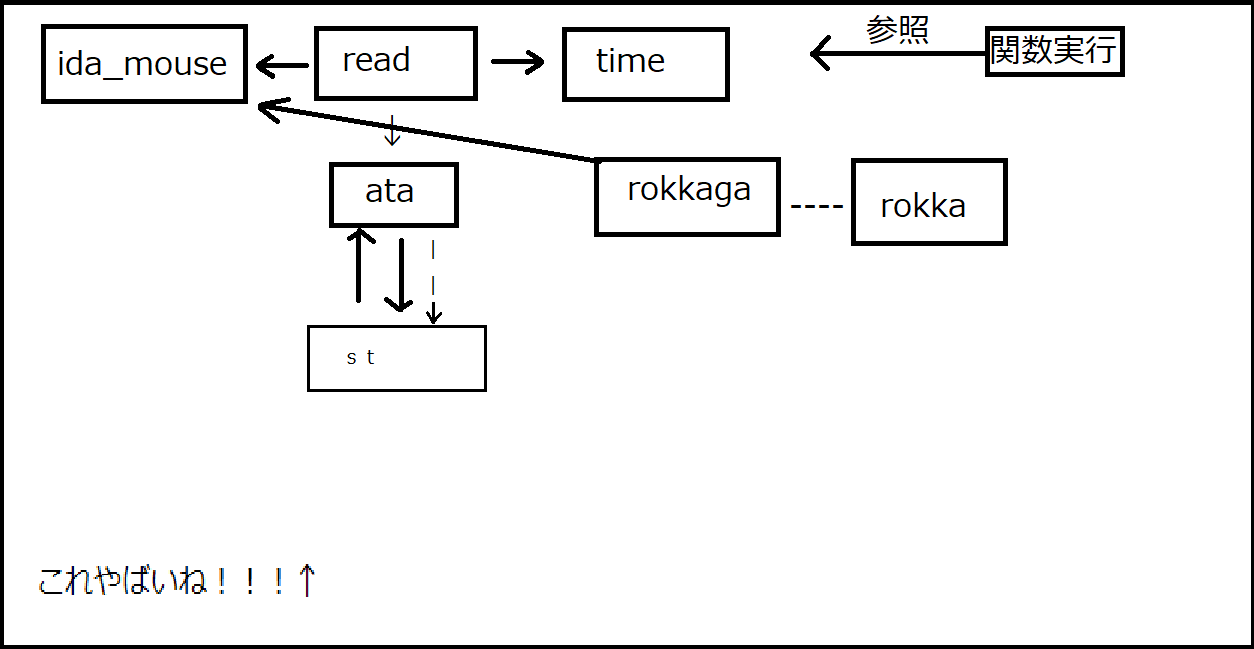 参照
ida_mouse
read
time
関数実行
ata
rokkaga
----
rokka
ｓｔ
これやばいね！！！↑